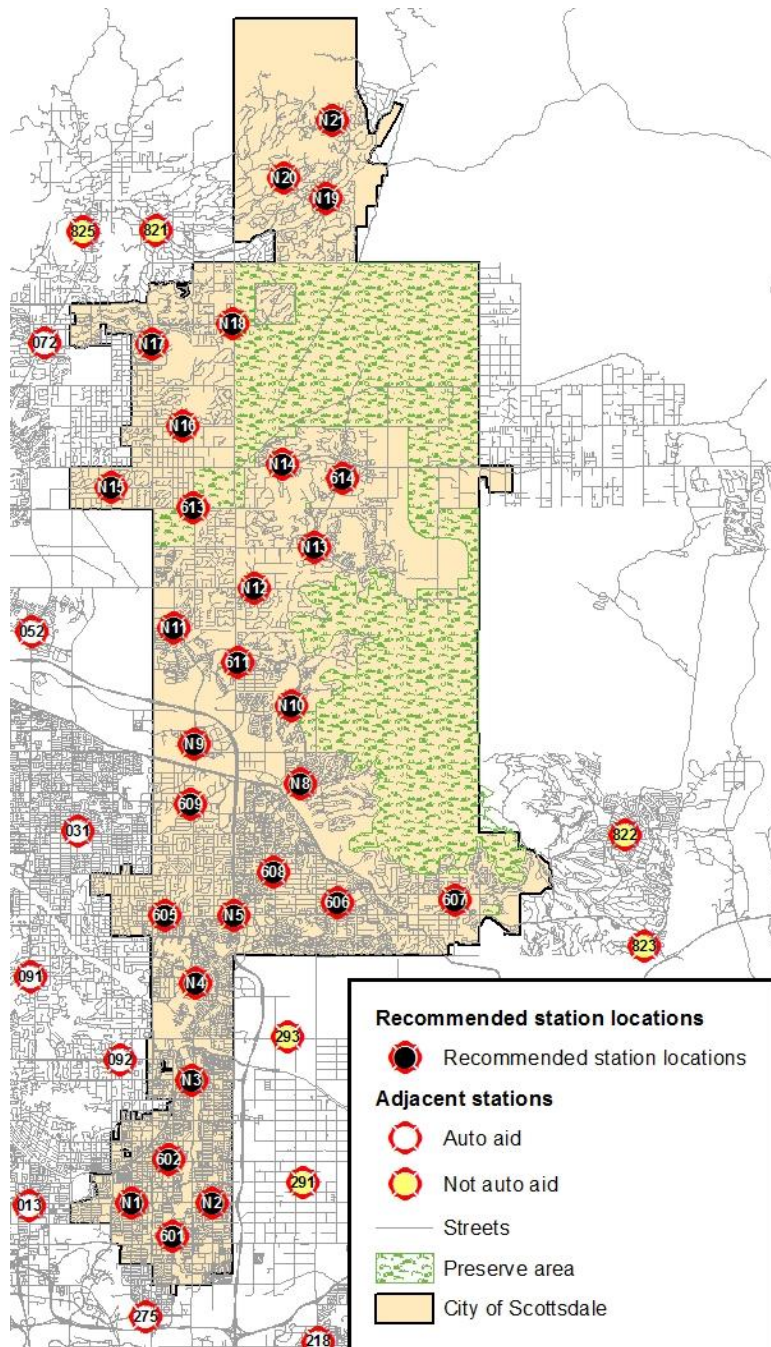 N21
N20
N19
825
821
N18
072
N17
N16
N14
614
N15
613
N13
N12
N11
052
611
N10
N9
N8
609
031
822
608
606
607
605
N5
823
091
N4
293
092
N3
602
291
N1
N2
013
601
275
218
Recommended station locations
Recommended station locations
Adjacent stations
Auto aid
Not auto aid
Streets
Preserve area
City of Scottsdale